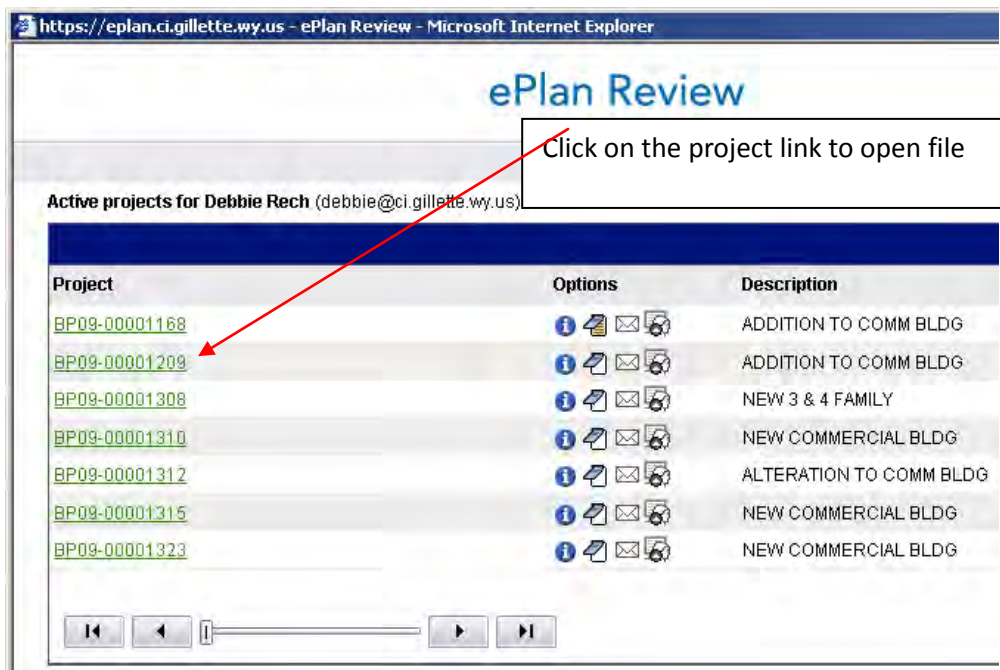 https://eplan.ci.gillette.wy.us - ePlan Review - Microsoft Internet Explorer
ePlan Review
Click on the project link to open file
Active projects for Debbie Rech (debbie@ci.gillette.wy.us)
Project Options Description
BP09-00001168 ADDITION TO COMM BLDG
BP09-00001209 ADDITION TO COMM BLDG
BP09-00001308 NEW 3 & 4 FAMILY
BP09-00001310 NEW COMMERCIAL BLDG
BP09-00001312 ALTERATION TO COMM BLDG
BP09-00001315 NEW COMMERCIAL BLDG
BP09-00001323 NEW COMMERCIAL BLDG